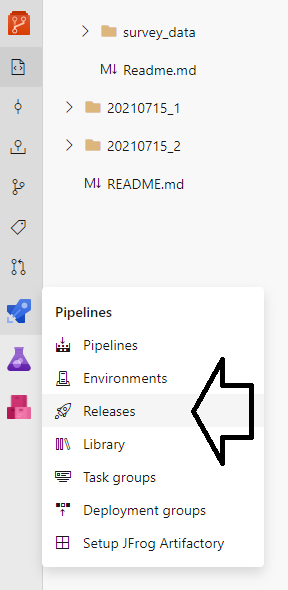 survey_data
M↓ Readme.md
20210715_1
20210715_2
M↓ README.md
Pipelines
Pipelines
Environments
Releases
Library
Task groups
Deployment groups
Setup JFrog Artifactory